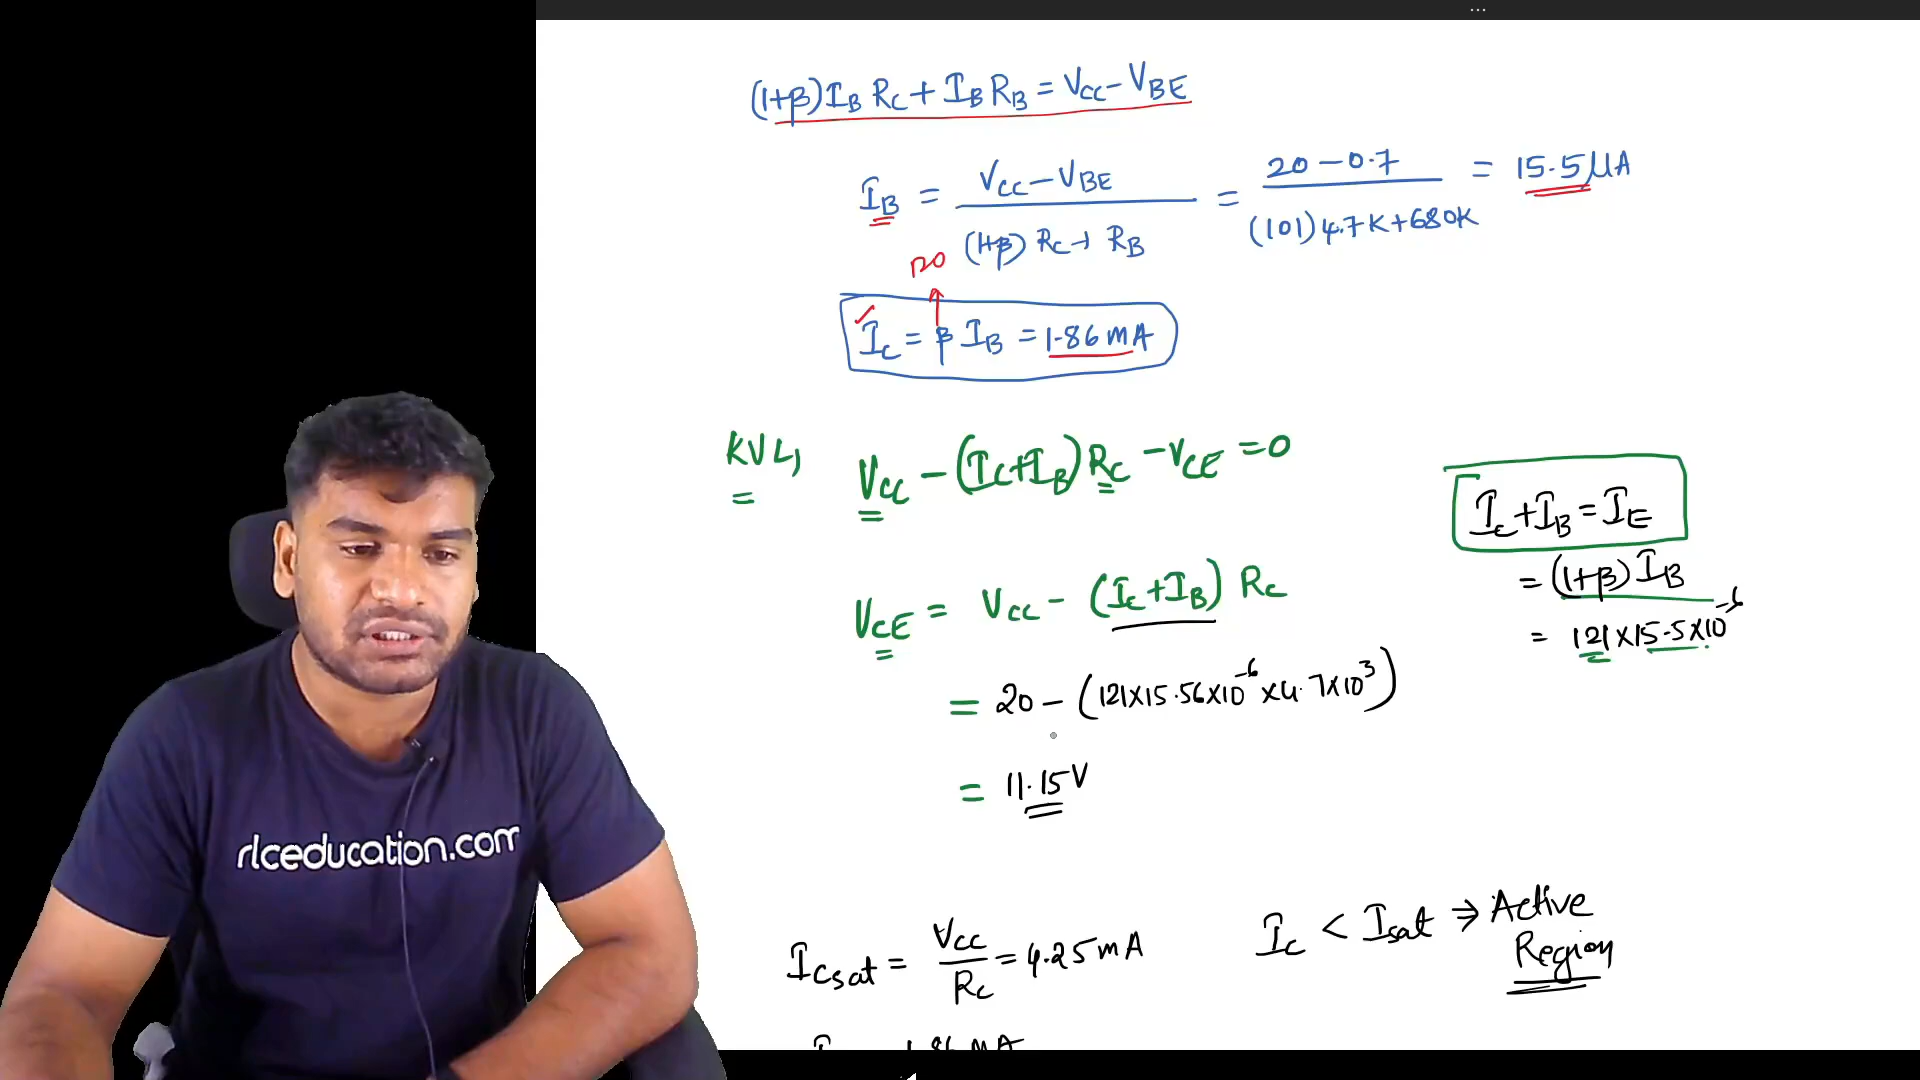 (1+β)I_B R_C + I_B R_B = V_CC - V_BE
I_B = (V_CC - V_BE) / ((1+β) R_C + R_B) = (20 - 0.7) / ((101) 4.7K + 680K) = 15.5 μA
120
I_C = β I_B = 1.86 mA
KVL, V_CC - (I_C + I_B) R_C - V_CE = 0
I_C + I_B = I_E
= (1+β) I_B
= 121 × 15.5 × 10^-6
V_CE = V_CC - (I_C + I_B) R_C
= 20 - (121 × 15.56 × 10^-6 × 4.7 × 10^3)
= 11.15 V
rlceducation.com
I_Csat = V_CC / R_C = 4.25 mA
I_C < I_sat ⇒ Active
Region